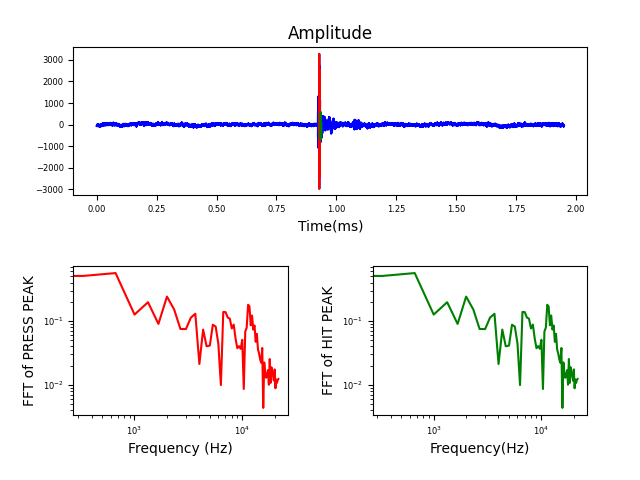 Amplitude
3000
2000
1000
0
−1000
−2000
−3000
0.00 0.25 0.50 0.75 1.00 1.25 1.50 1.75 2.00
Time(ms)
FFT of PRESS PEAK
10⁻¹
10⁻²
10³ 10⁴
Frequency (Hz)
FFT of HIT PEAK
10⁻¹
10⁻²
10³ 10⁴
Frequency(Hz)